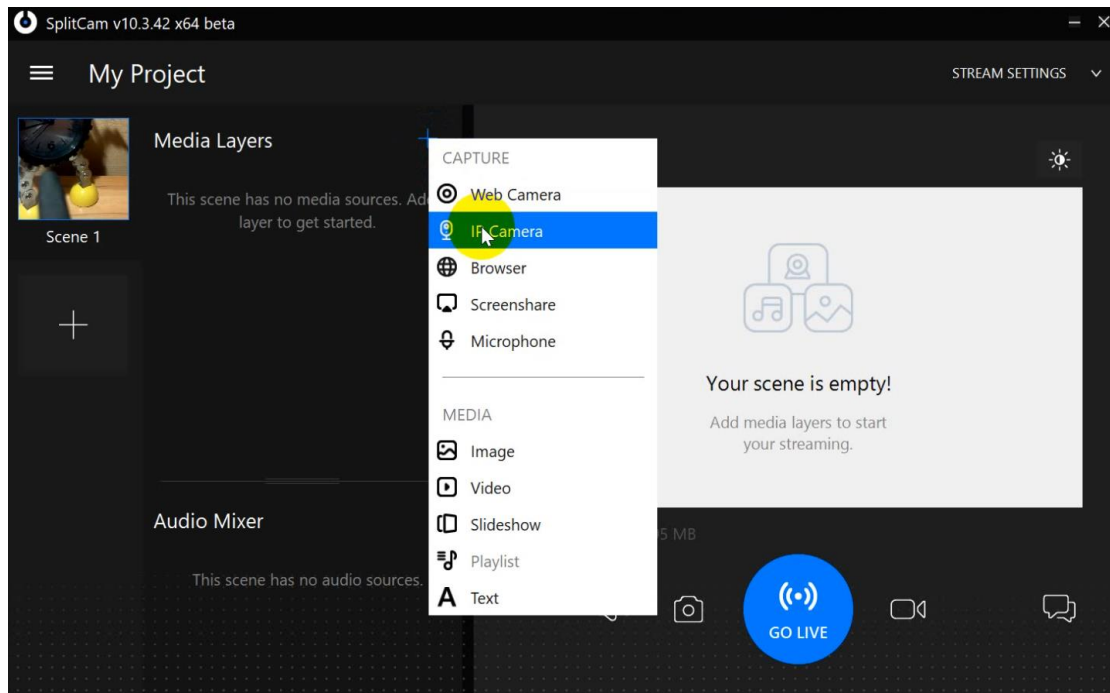 SplitCam v10.3.42 x64 beta
My Project
STREAM SETTINGS
Scene 1
Media Layers
This scene has no media sources. Ad
layer to get started.
Audio Mixer
This scene has no audio sources.
CAPTURE
Web Camera
IP Camera
Browser
Screenshare
Microphone
MEDIA
Image
Video
Slideshow
Playlist
Text
Your scene is empty!
Add media layers to start
your streaming.
MB
GO LIVE